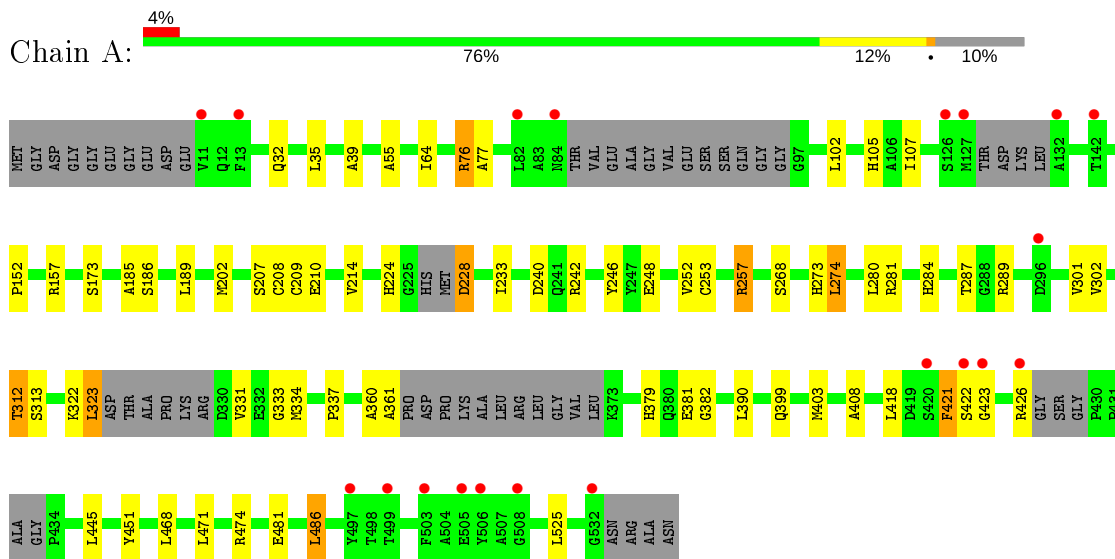 4%
Chain A:
76% 12% • 10%
MET GLY ASP GLY GLY GLU GLY GLU ASP GLU V11 Q12 F13 Q32 L35 A39 A55 I64 R76 A77 L82 A83 N84 THR VAL GLU ALA GLY VAL GLU SER SER GLN GLY GLY G97 L102 H105 A106 I107 S126 M127 THR ASP LYS LEU A132 T142
P152 R157 S173 A185 S186 L189 M202 S207 C208 C209 E210 V214 H224 G225 HIS MET D228 I233 D240 Q241 R242 Y246 Y247 E248 V252 C253 R257 S268 H273 L274 L280 R281 H284 T287 G288 R289 D296 V301 V302
T312 S313 K322 L323 ASP THR ALA PRO LYS ARG D330 V331 E332 G333 M334 P337 A360 A361 PRO ASP PRO LYS ALA LEU ARG LEU GLY VAL LEU K373 H379 Q380 E381 G382 L390 Q399 M403 A408 L418 D419 S420 F421 S422 G423 R426 GLY SER GLY P430
ALA GLY P434 L445 Y451 L468 L471 R474 E481 L486 Y497 T498 T499 F503 A504 E505 Y506 A507 G508 L525 G532 ASN ARG ALA ASN